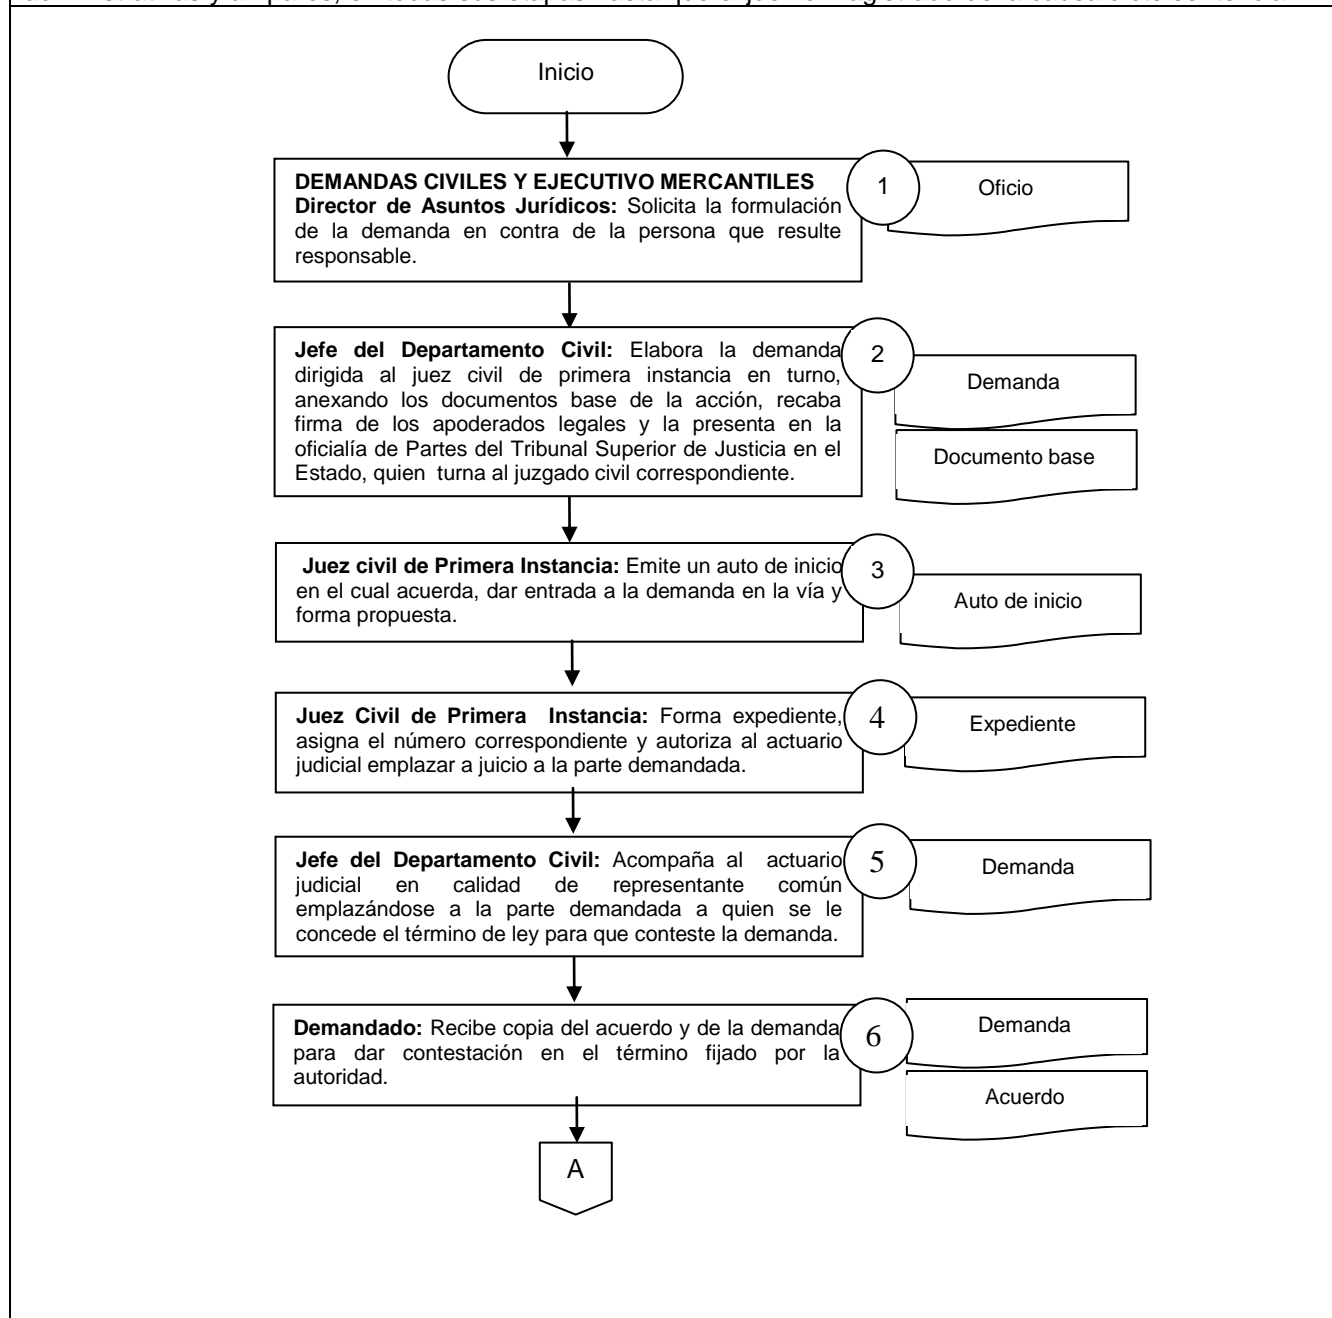 Inicio
DEMANDAS CIVILES Y EJECUTIVO MERCANTILES
Director de Asuntos Jurídicos: Solicita la formulación
de la demanda en contra de la persona que resulte
responsable.
1
Oficio
Jefe del Departamento Civil: Elabora la demanda
dirigida al juez civil de primera instancia en turno,
anexando los documentos base de la acción, recaba
firma de los apoderados legales y la presenta en la
oficialía de Partes del Tribunal Superior de Justicia en el
Estado, quien turna al juzgado civil correspondiente.
2
Demanda
Documento base
Juez civil de Primera Instancia: Emite un auto de inicio
en el cual acuerda, dar entrada a la demanda en la vía y
forma propuesta.
3
Auto de inicio
Juez Civil de Primera Instancia: Forma expediente,
asigna el número correspondiente y autoriza al actuario
judicial emplazar a juicio a la parte demandada.
4
Expediente
Jefe del Departamento Civil: Acompaña al actuario
judicial en calidad de representante común
emplazándose a la parte demandada a quien se le
concede el término de ley para que conteste la demanda.
5
Demanda
Demandado: Recibe copia del acuerdo y de la demanda
para dar contestación en el término fijado por la
autoridad.
6
Demanda
Acuerdo
A